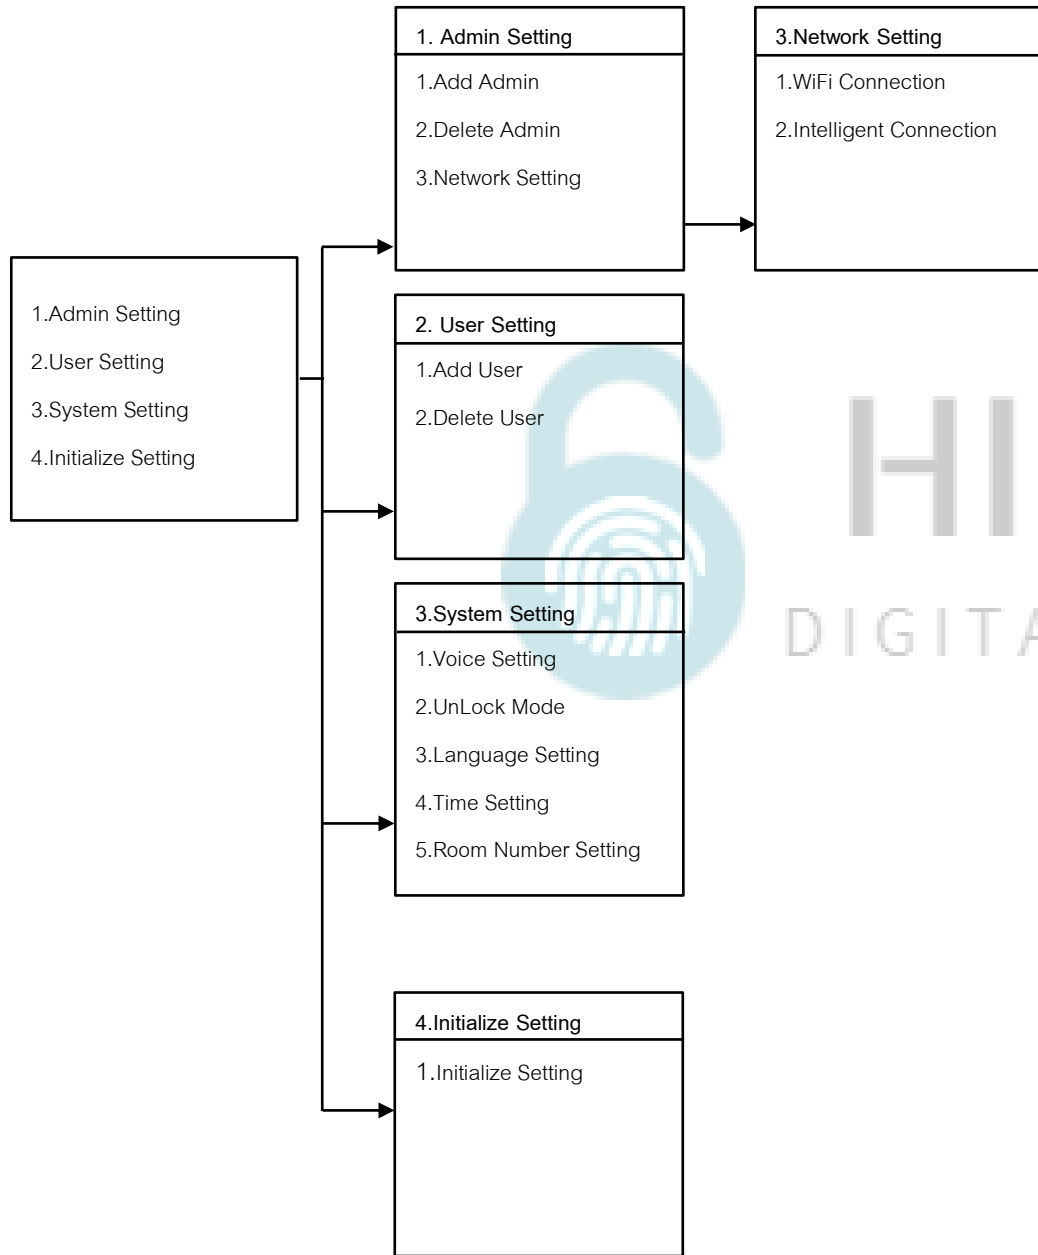 1. Admin Setting
1.Add Admin
2.Delete Admin
3.Network Setting
3.Network Setting
1.WiFi Connection
2.Intelligent Connection
1.Admin Setting
2.User Setting
3.System Setting
4.Initialize Setting
2. User Setting
1.Add User
2.Delete User
HI
DIGITA
3.System Setting
1.Voice Setting
2.UnLock Mode
3.Language Setting
4.Time Setting
5.Room Number Setting
4.Initialize Setting
1.Initialize Setting